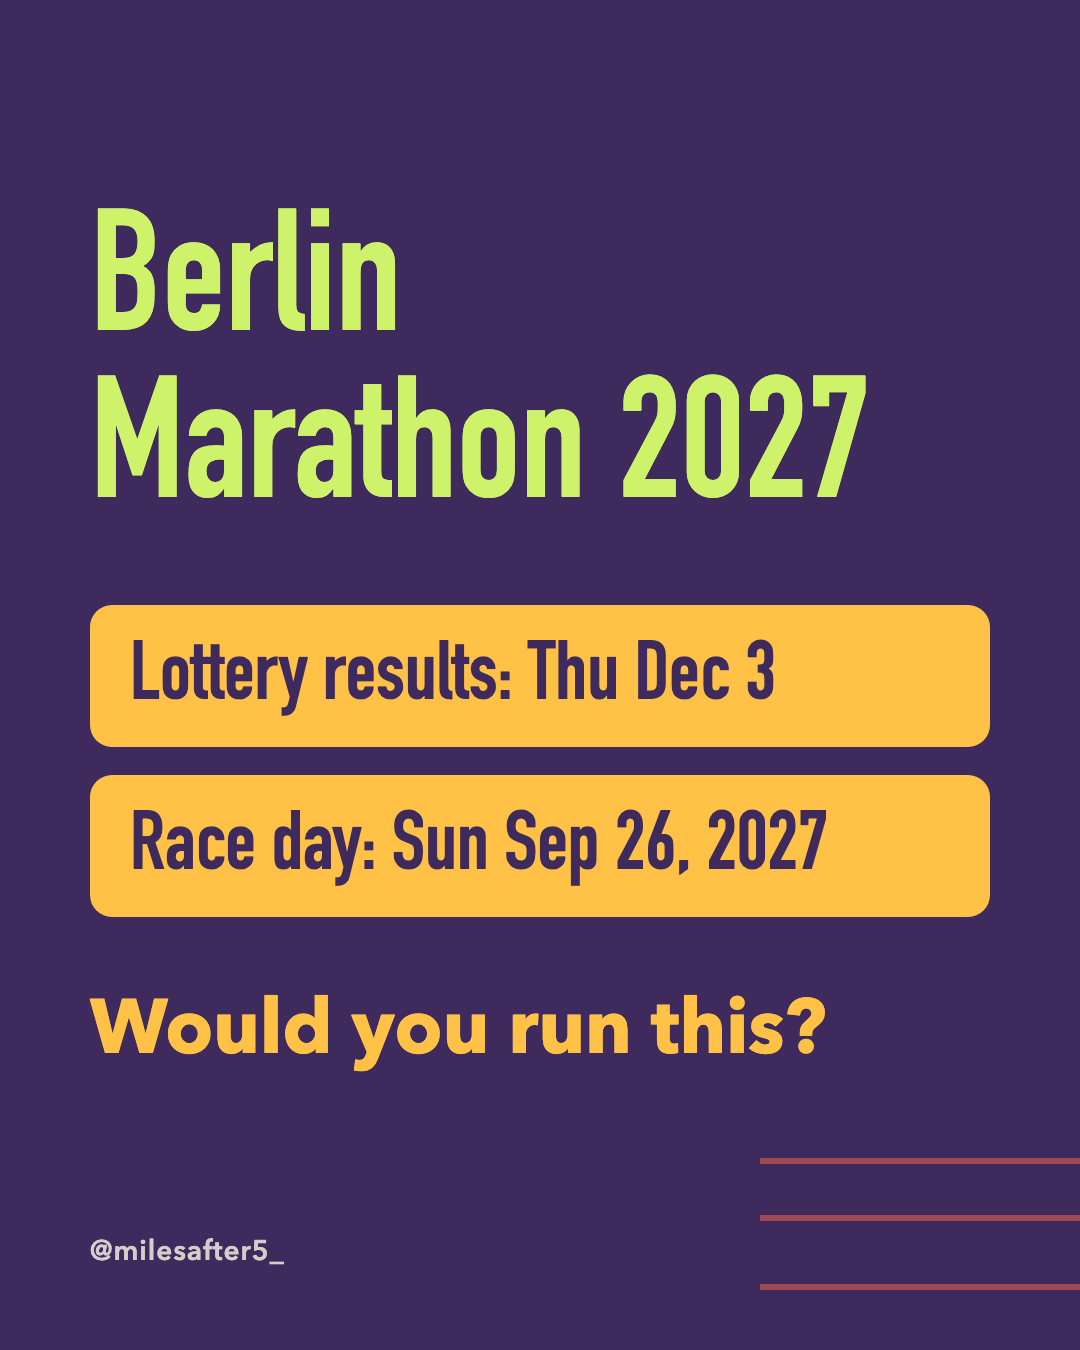 Berlin
Marathon 2027
Lottery results: Thu Dec 3
Race day: Sun Sep 26, 2027
Would you run this?
@milesafter5_